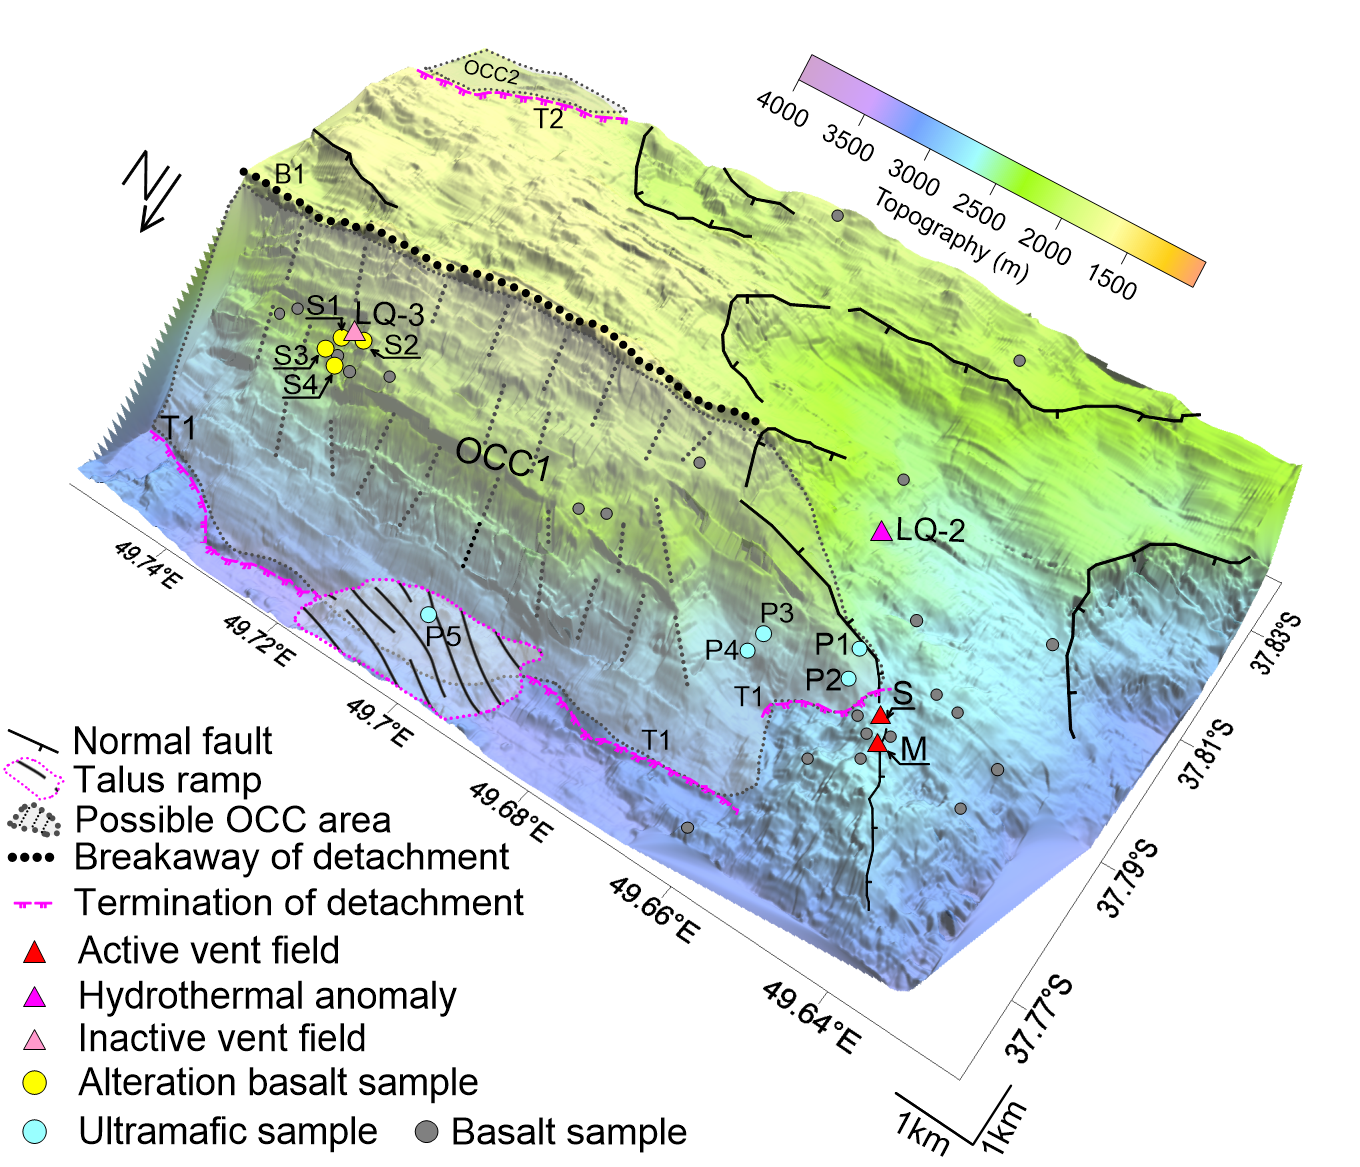 OCC2
T2
4000
3500
3000
2500
2000
1500
Topography (m)
N
B1
S1
LQ-3
S2
S3
S4
T1
OCC1
LQ-2
P3
P4
P1
P2
P5
T1
S
T1
M
49.74°E
49.72°E
49.7°E
49.68°E
49.66°E
49.64°E
37.83°S
37.81°S
37.79°S
37.77°S
1km
1km
Normal fault
Talus ramp
Possible OCC area
Breakaway of detachment
Termination of detachment
Active vent field
Hydrothermal anomaly
Inactive vent field
Alteration basalt sample
Ultramafic sample
Basalt sample